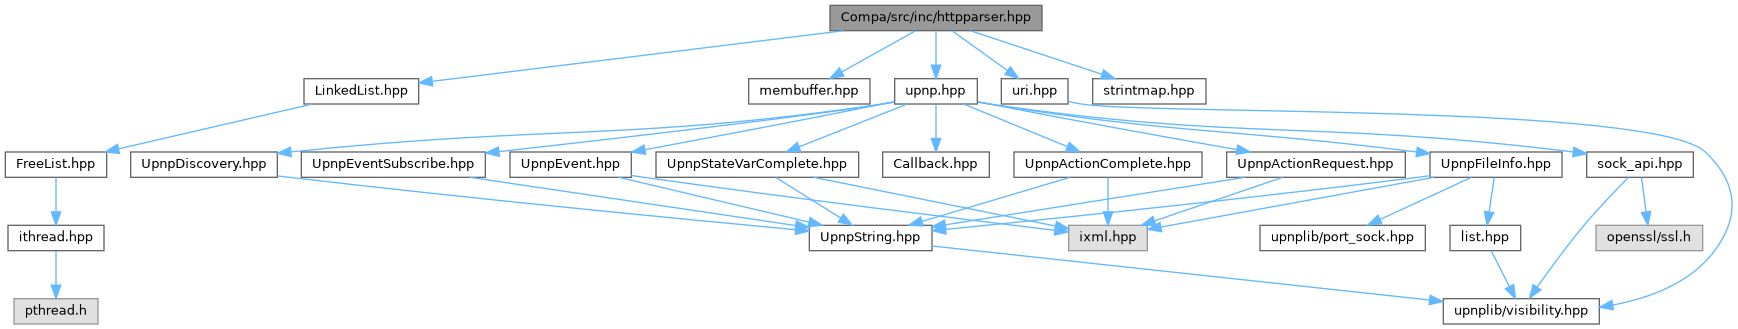 Compa/src/inc/httpparser.hpp
LinkedList.hpp
membuffer.hpp
upnp.hpp
uri.hpp
strintmap.hpp
FreeList.hpp
UpnpDiscovery.hpp
UpnpEventSubscribe.hpp
UpnpEvent.hpp
UpnpStateVarComplete.hpp
Callback.hpp
UpnpActionComplete.hpp
UpnpActionRequest.hpp
UpnpFileInfo.hpp
sock_api.hpp
ithread.hpp
UpnpString.hpp
ixml.hpp
upnplib/port_sock.hpp
list.hpp
openssl/ssl.h
pthread.h
upnplib/visibility.hpp